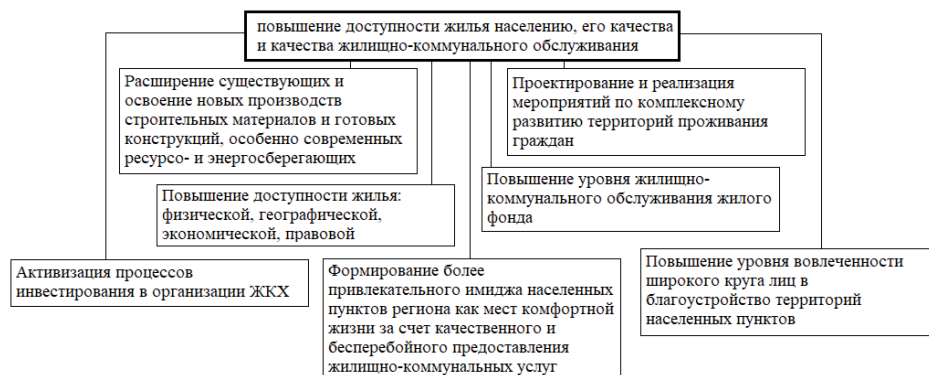 повышение доступности жилья населению, его качества
и качества жилищно-коммунального обслуживания
Расширение существующих и
освоение новых производств
строительных материалов и готовых
конструкций, особенно современных
ресурсо- и энергосберегающих
Проектирование и реализация
мероприятий по комплексному
развитию территорий проживания
граждан
Повышение доступности жилья:
физической, географической,
экономической, правовой
Повышение уровня жилищно-
коммунального обслуживания жилого
фонда
Активизация процессов
инвестирования в организации ЖКХ
Формирование более
привлекательного имиджа населенных
пунктов региона как мест комфортной
жизни за счет качественного и
бесперебойного предоставления
жилищно-коммунальных услуг
Повышение уровня вовлеченности
широкого круга лиц в
благоустройство территорий
населенных пунктов